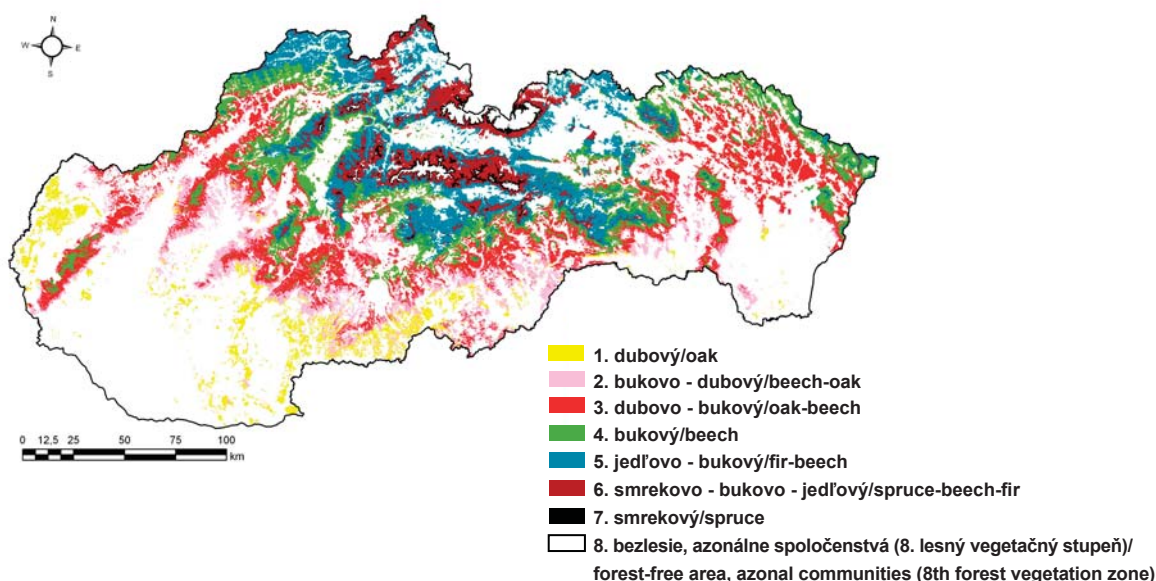 N
W E
S
0 12,5 25 50 75 100
km
1. dubový/oak
2. bukovo - dubový/beech-oak
3. dubovo - bukový/oak-beech
4. bukový/beech
5. jedľovo - bukový/fir-beech
6. smrekovo - bukovo - jedľový/spruce-beech-fir
7. smrekový/spruce
8. bezlesie, azonálne spoločenstvá (8. lesný vegetačný stupeň)/
forest-free area, azonal communities (8th forest vegetation zone)